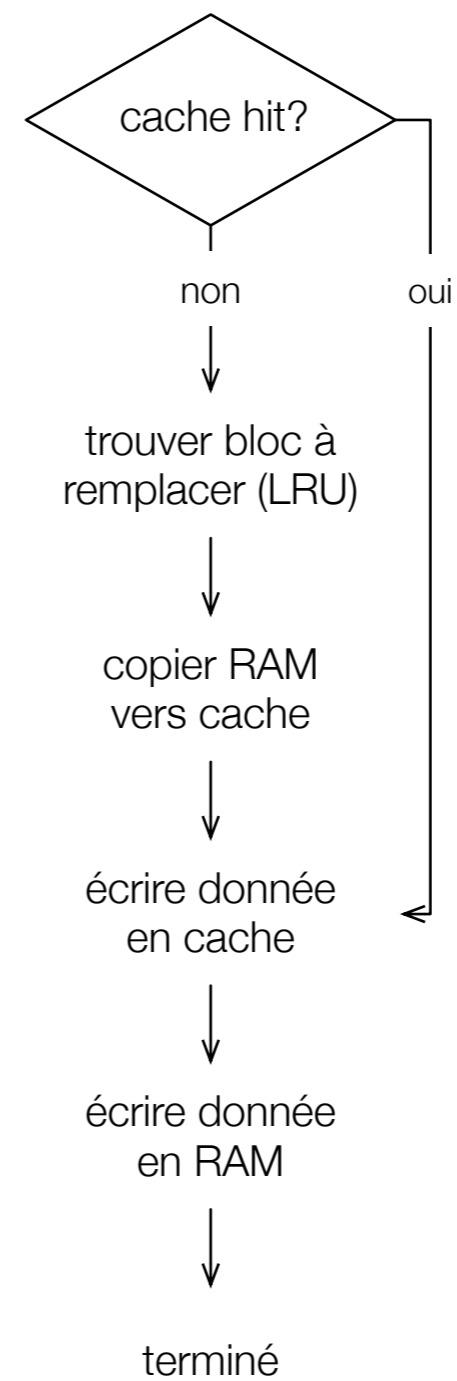 cache hit?
non
oui
trouver bloc à
remplacer (LRU)
copier RAM
vers cache
écrire donnée
en cache
écrire donnée
en RAM
terminé